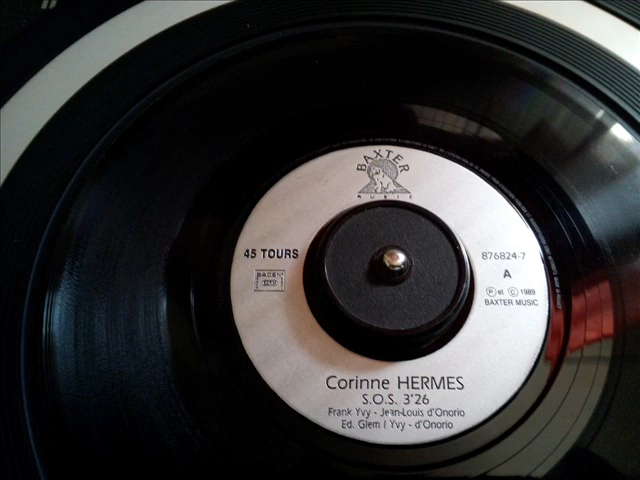 BAXTER
MUSIC
45 TOURS
SACEM
876824-7
A
Ⓟ et Ⓒ 1989
BAXTER MUSIC
Corinne HERMES
S.O.S. 3'26
Frank Yvy - Jean-Louis d'Onorio
Ed. Glem / Yvy - d'Onorio